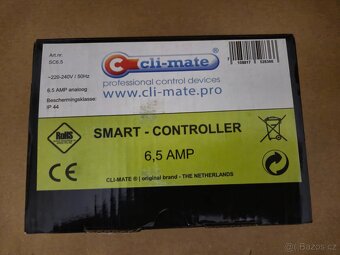 Art.nr.
SC6.5
~220-240V / 50Hz
6,5 AMP analoog
Beschermingsklasse:
IP 44
cli-mate®
professional control devices
www.cli-mate.pro
RoHS
SMART - CONTROLLER
6,5 AMP
CE
CLI-MATE ® | original brand - THE NETHERLANDS
Sbazoš.cz